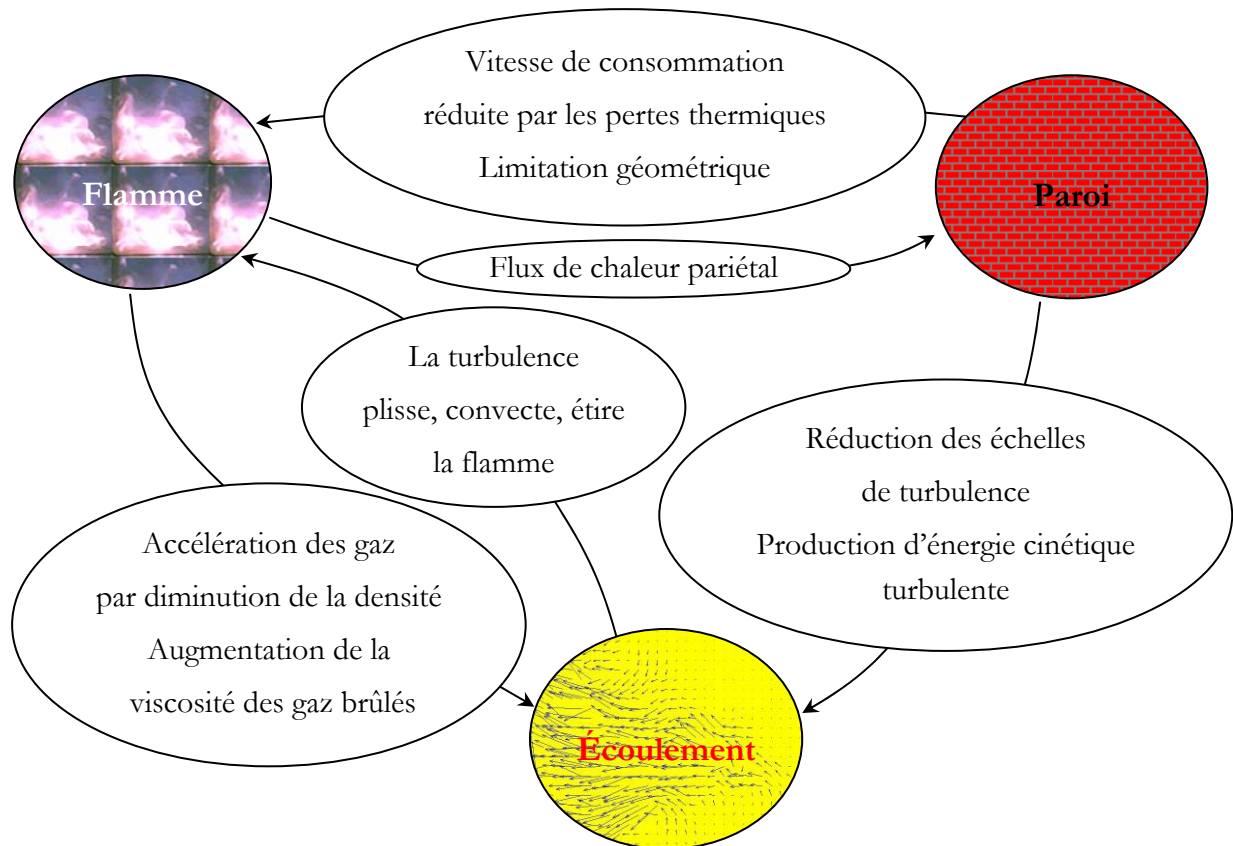 Vitesse de consommation
réduite par les pertes thermiques
Limitation géométrique
Flamme
Paroi
Flux de chaleur pariétal
La turbulence
plisse, convecte, étire
la flamme
Réduction des échelles
de turbulence
Production d’énergie cinétique
turbulente
Accélération des gaz
par diminution de la densité
Augmentation de la
viscosité des gaz brûlés
Écoulement